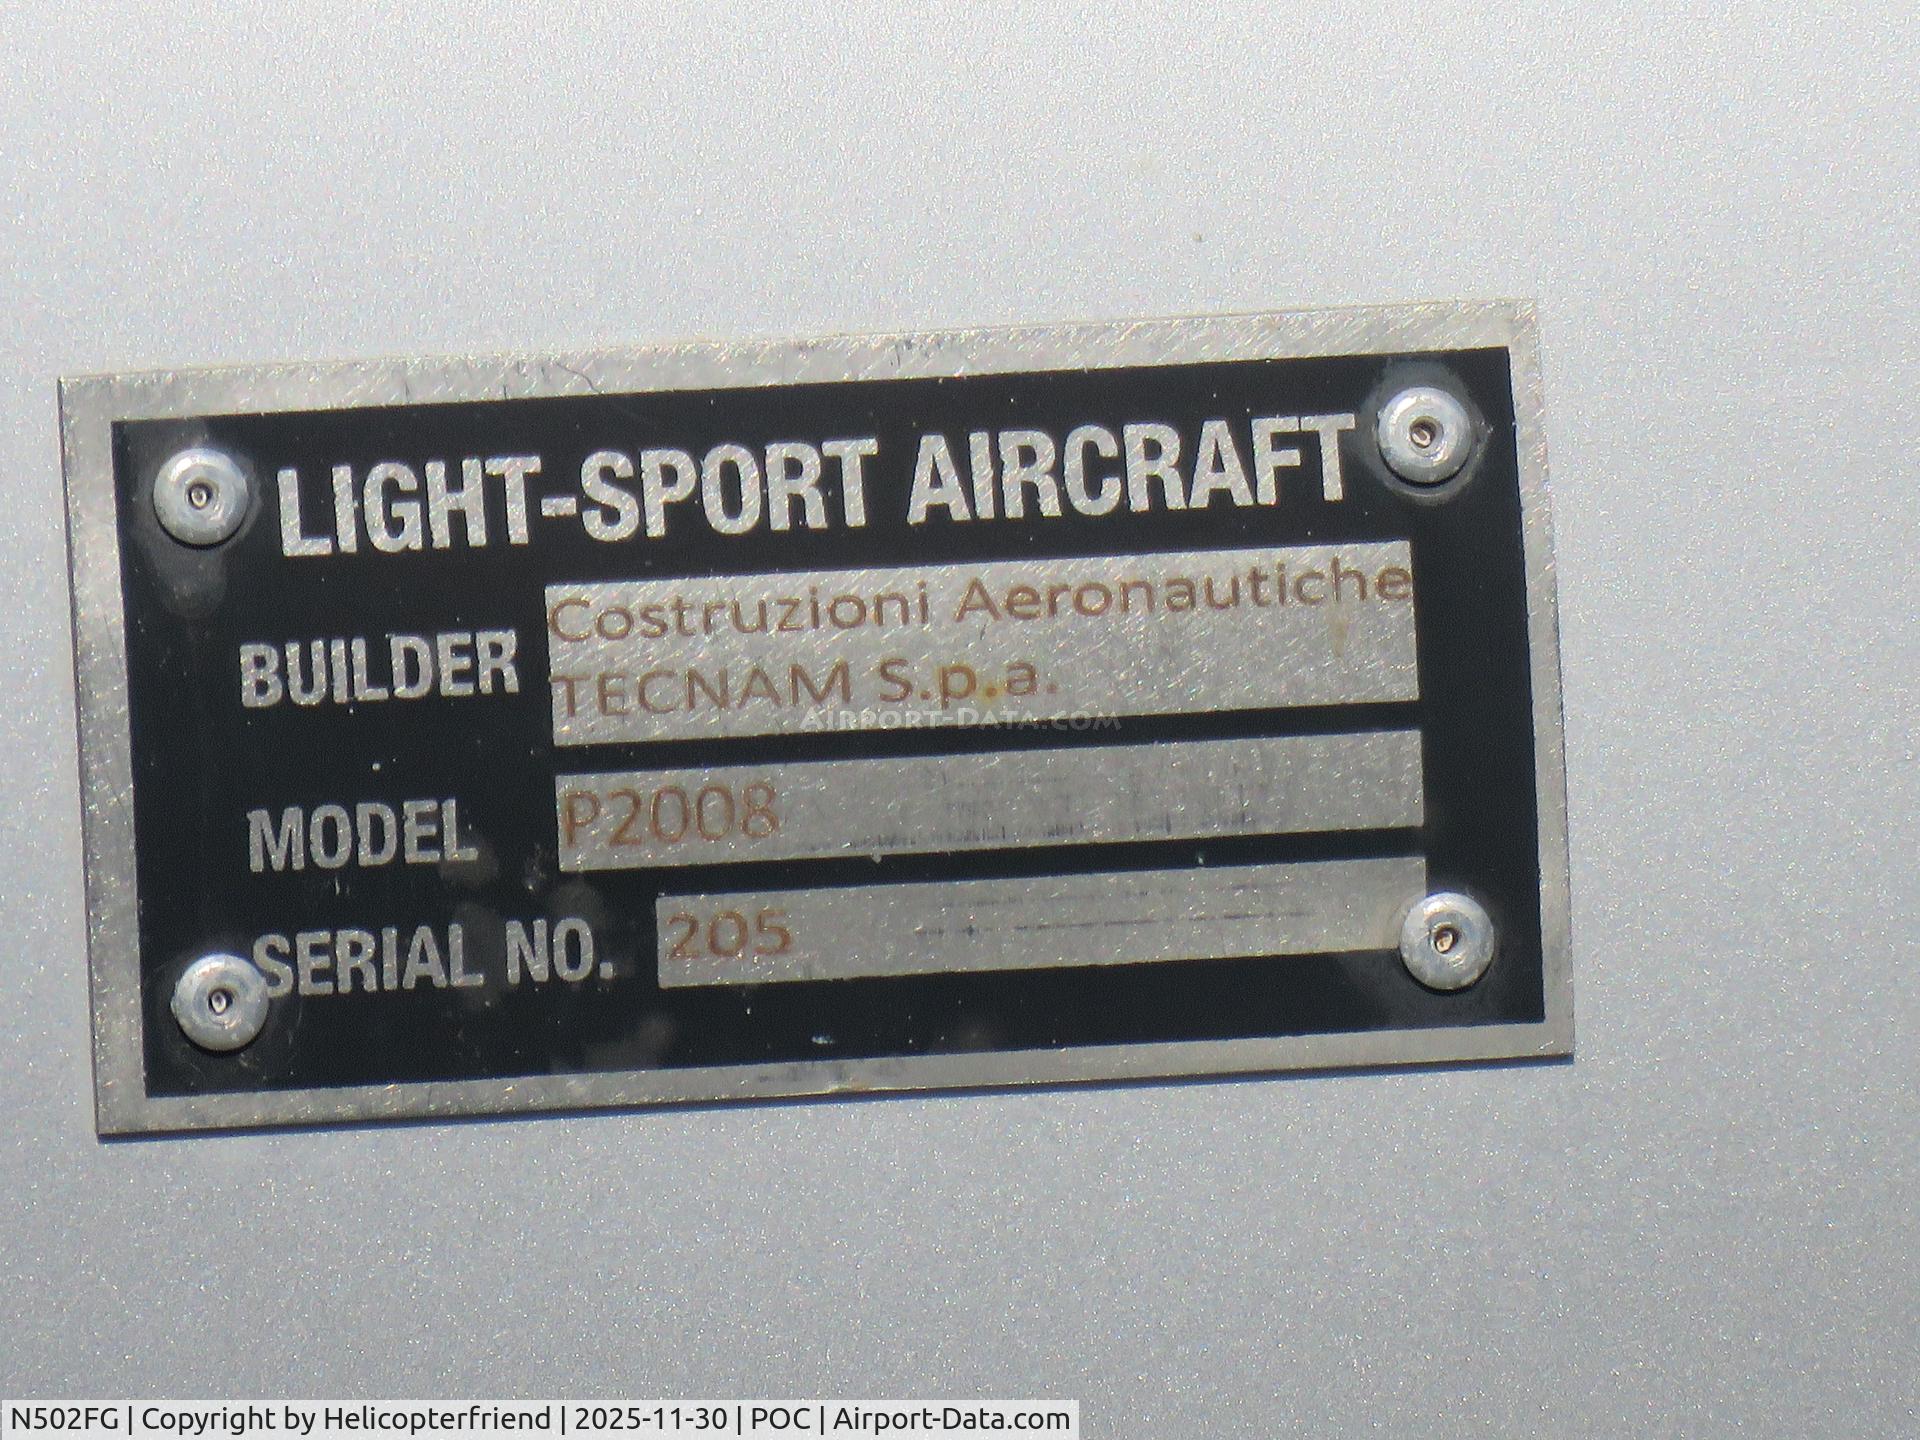 LIGHT-SPORT AIRCRAFT
BUILDER Costruzioni Aeronautiche
TECNAM S.p.a.
AIRPORT-DATA.COM
MODEL P2008
SERIAL NO. 205
N502FG | Copyright by Helicopterfriend | 2025-11-30 | POC | Airport-Data.com